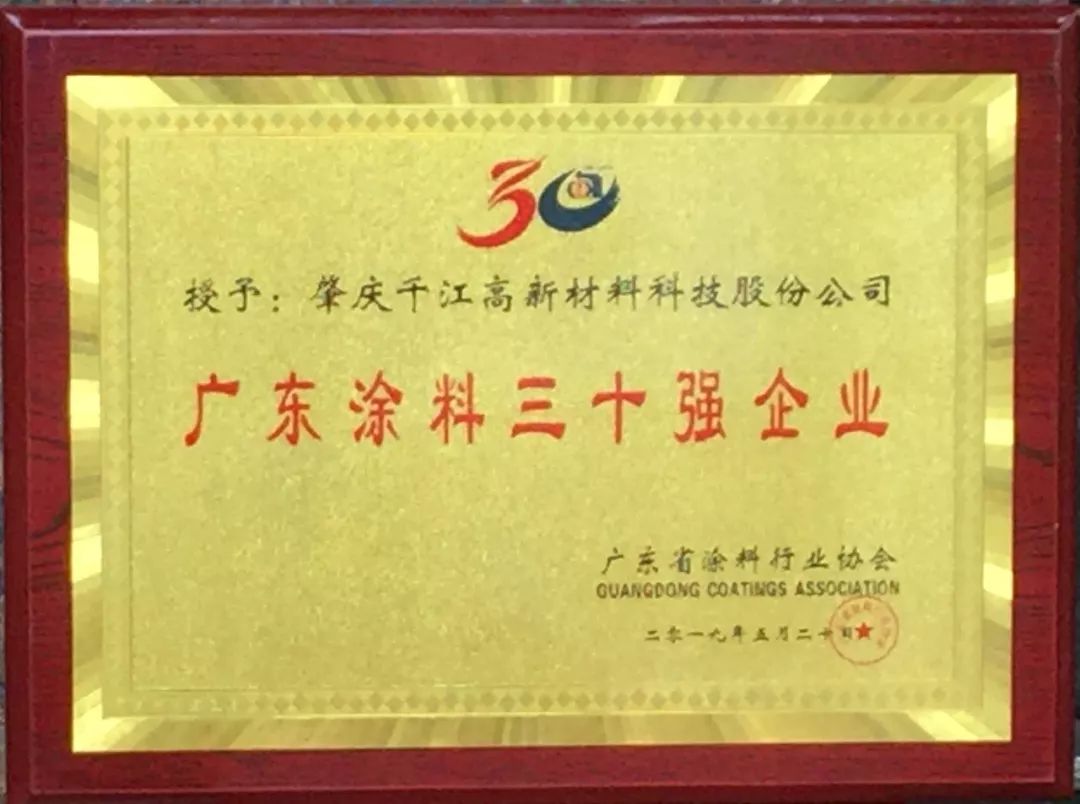 30
授予：肇庆千江高新材料科技股份公司
广东涂料三十强企业
广东省涂料行业协会
GUANGDONG COATINGS ASSOCIATION
二零一九年五月二十日